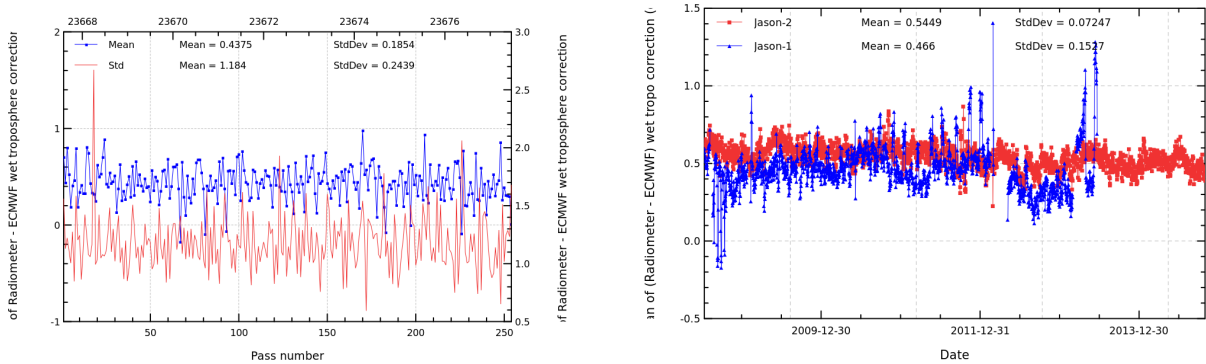 23668 23670 23672 23674 23676
Mean Mean = 0.4375 StdDev = 0.1854
Std Mean = 1.184 StdDev = 0.2439
2
1
0
-1
3.0
2.5
2.0
1.5
1.0
0.5
50 100 150 200 250
Pass number
of Radiometer - ECMWF wet troposphere correction
of Radiometer - ECMWF wet troposphere correction
Jason-2 Mean = 0.5449 StdDev = 0.07247
Jason-1 Mean = 0.466 StdDev = 0.1527
1.5
1.0
0.5
0.0
-0.5
2009-12-30 2011-12-31 2013-12-30
Date
of (Radiometer - ECMWF) wet tropo correction (